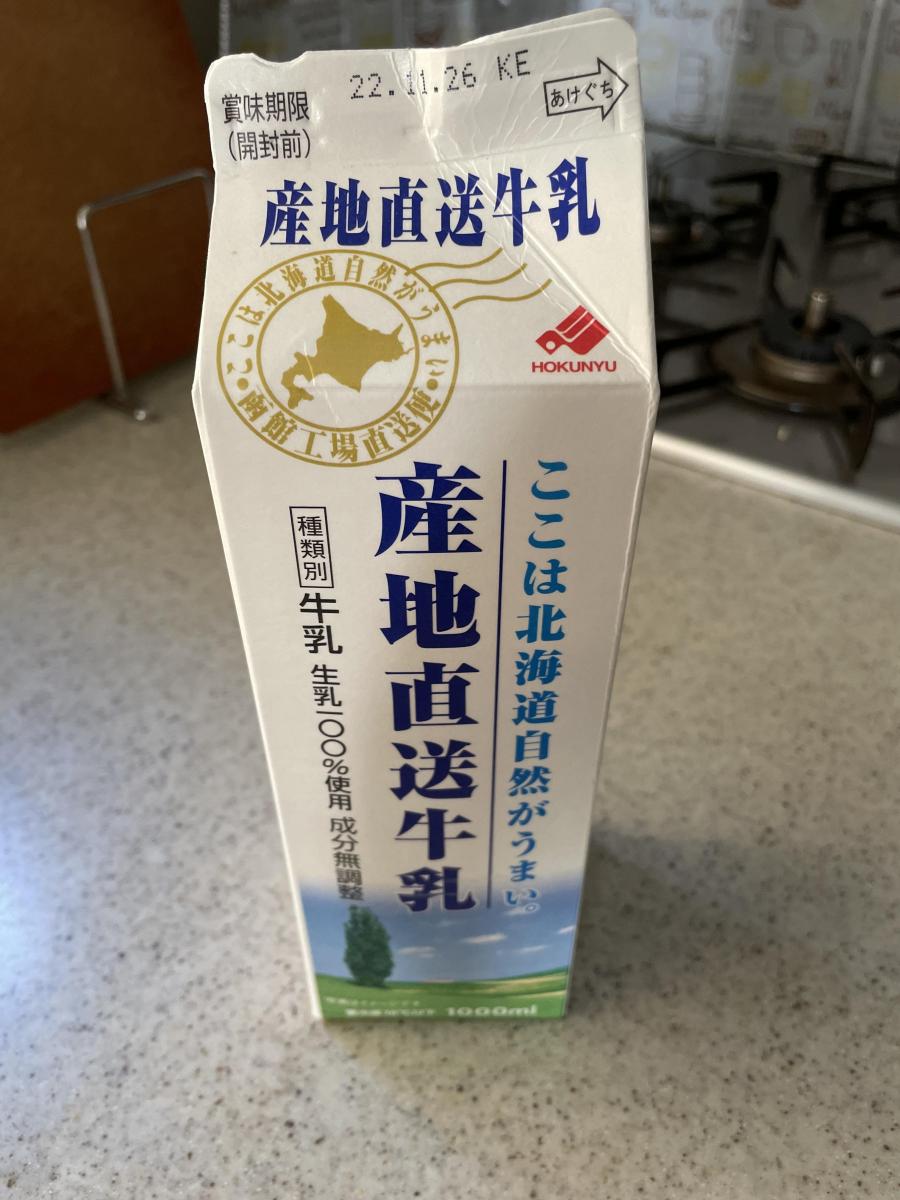 賞味期限
(開封前)
22.11.26 KE
あけぐち
産地直送牛乳
ここは北海道自然がうまい
函館工場直送便
HOKUNYU
ここは北海道自然がうまい。
産地直送牛乳
種類別
牛乳 生乳一〇〇%使用 成分無調整
1000ml